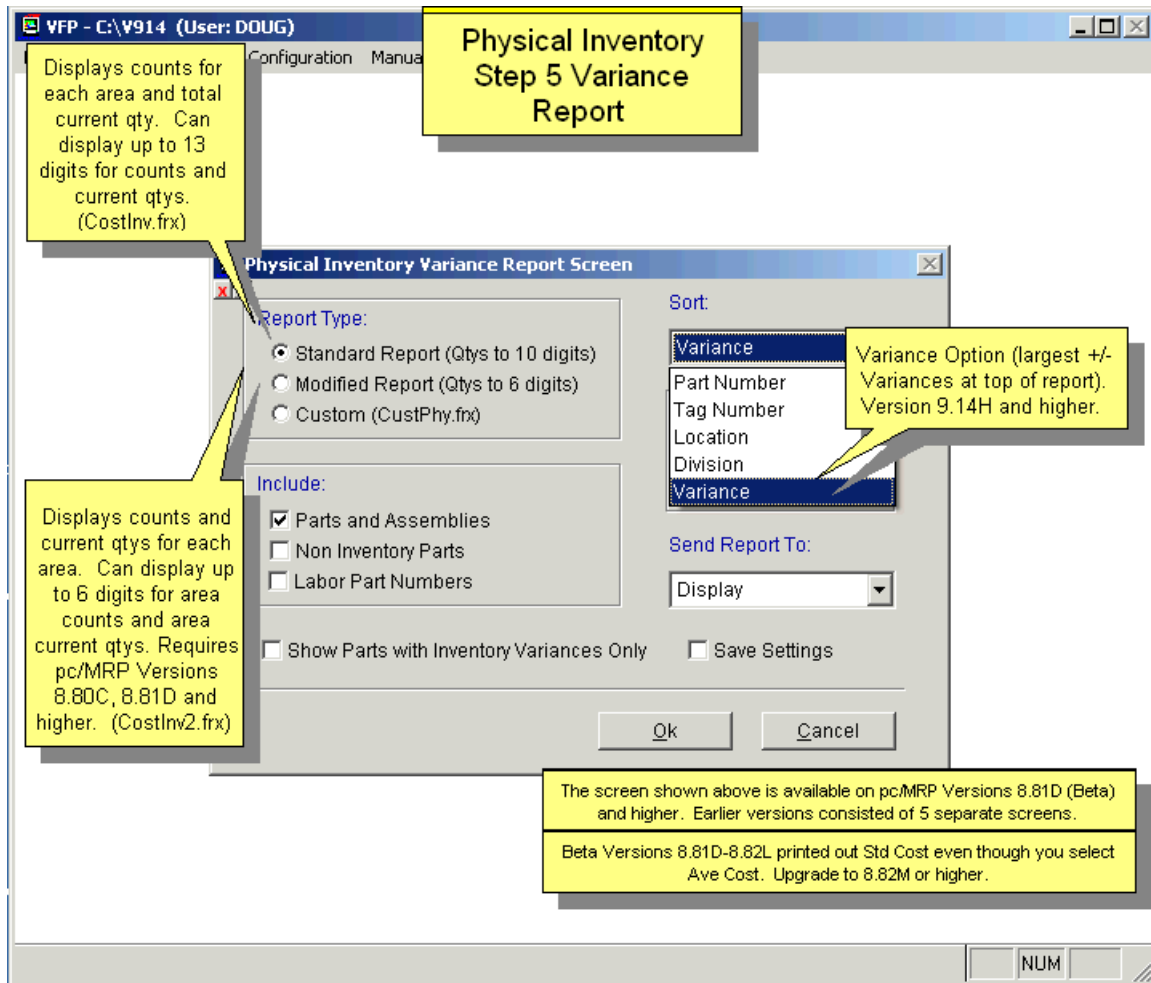 VFP - C:\V914 (User: DOUG)
Configuration Manua
Physical Inventory
Step 5 Variance
Report
Displays counts for
each area and total
current qty. Can
display up to 13
digits for counts and
current qtys.
(CostInv.frx)
Physical Inventory Variance Report Screen
Report Type:
Standard Report (Qtys to 10 digits)
Modified Report (Qtys to 6 digits)
Custom (CustPhy.frx)
Sort:
Variance
Part Number
Tag Number
Location
Division
Variance
Variance Option (largest +/-
Variances at top of report).
Version 9.14H and higher.
Include:
Parts and Assemblies
Non Inventory Parts
Labor Part Numbers
Send Report To:
Display
Displays counts and
current qtys for each
area. Can display up
to 6 digits for area
counts and area
current qtys. Requires
pc/MRP Versions
8.80C, 8.81D and
higher. (CostInv2.frx)
Show Parts with Inventory Variances Only
Save Settings
Ok
Cancel
The screen shown above is available on pc/MRP Versions 8.81D (Beta)
and higher. Earlier versions consisted of 5 separate screens.
Beta Versions 8.81D-8.82L printed out Std Cost even though you select
Ave Cost. Upgrade to 8.82M or higher.
NUM